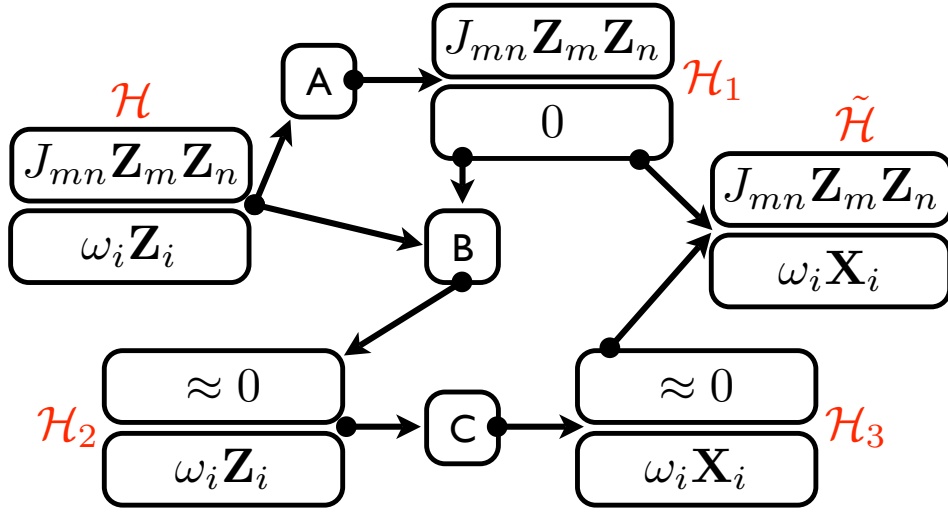 A
J_{mn}𝐙_m𝐙_n
ℋ_1
0
ℋ
J_{mn}𝐙_m𝐙_n
ω_i𝐙_i
B
ℋ̃
J_{mn}𝐙_m𝐙_n
ω_i𝐗_i
≈ 0
ℋ_2
ω_i𝐙_i
C
≈ 0
ℋ_3
ω_i𝐗_i